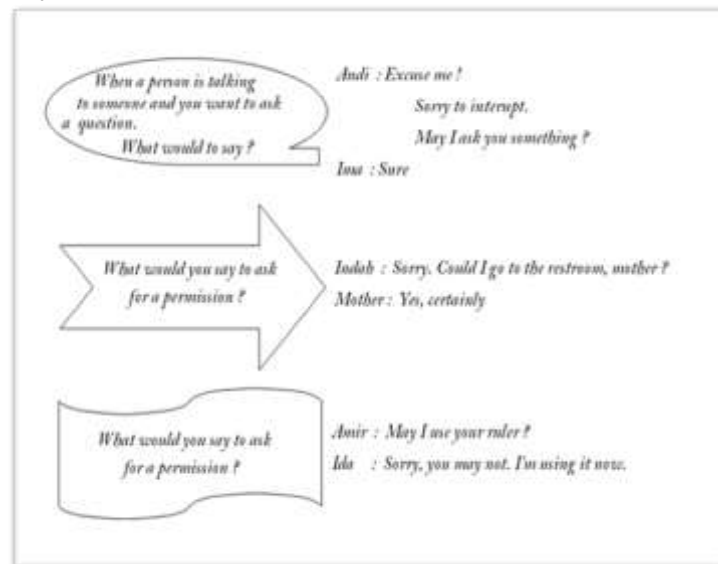 When a person is talking
to someone and you want to ask
a question.
What would to say ?
Andi : Excuse me !
Sorry to interupt.
May I ask you something ?
Ima : Sure
What would you say to ask
for a permission ?
Indah : Sorry. Could I go to the restroom, mother ?
Mother : Yes, certainly
What would you say to ask
for a permission ?
Amir : May I use your ruler ?
Ida : Sorry, you may not. I'm using it now.